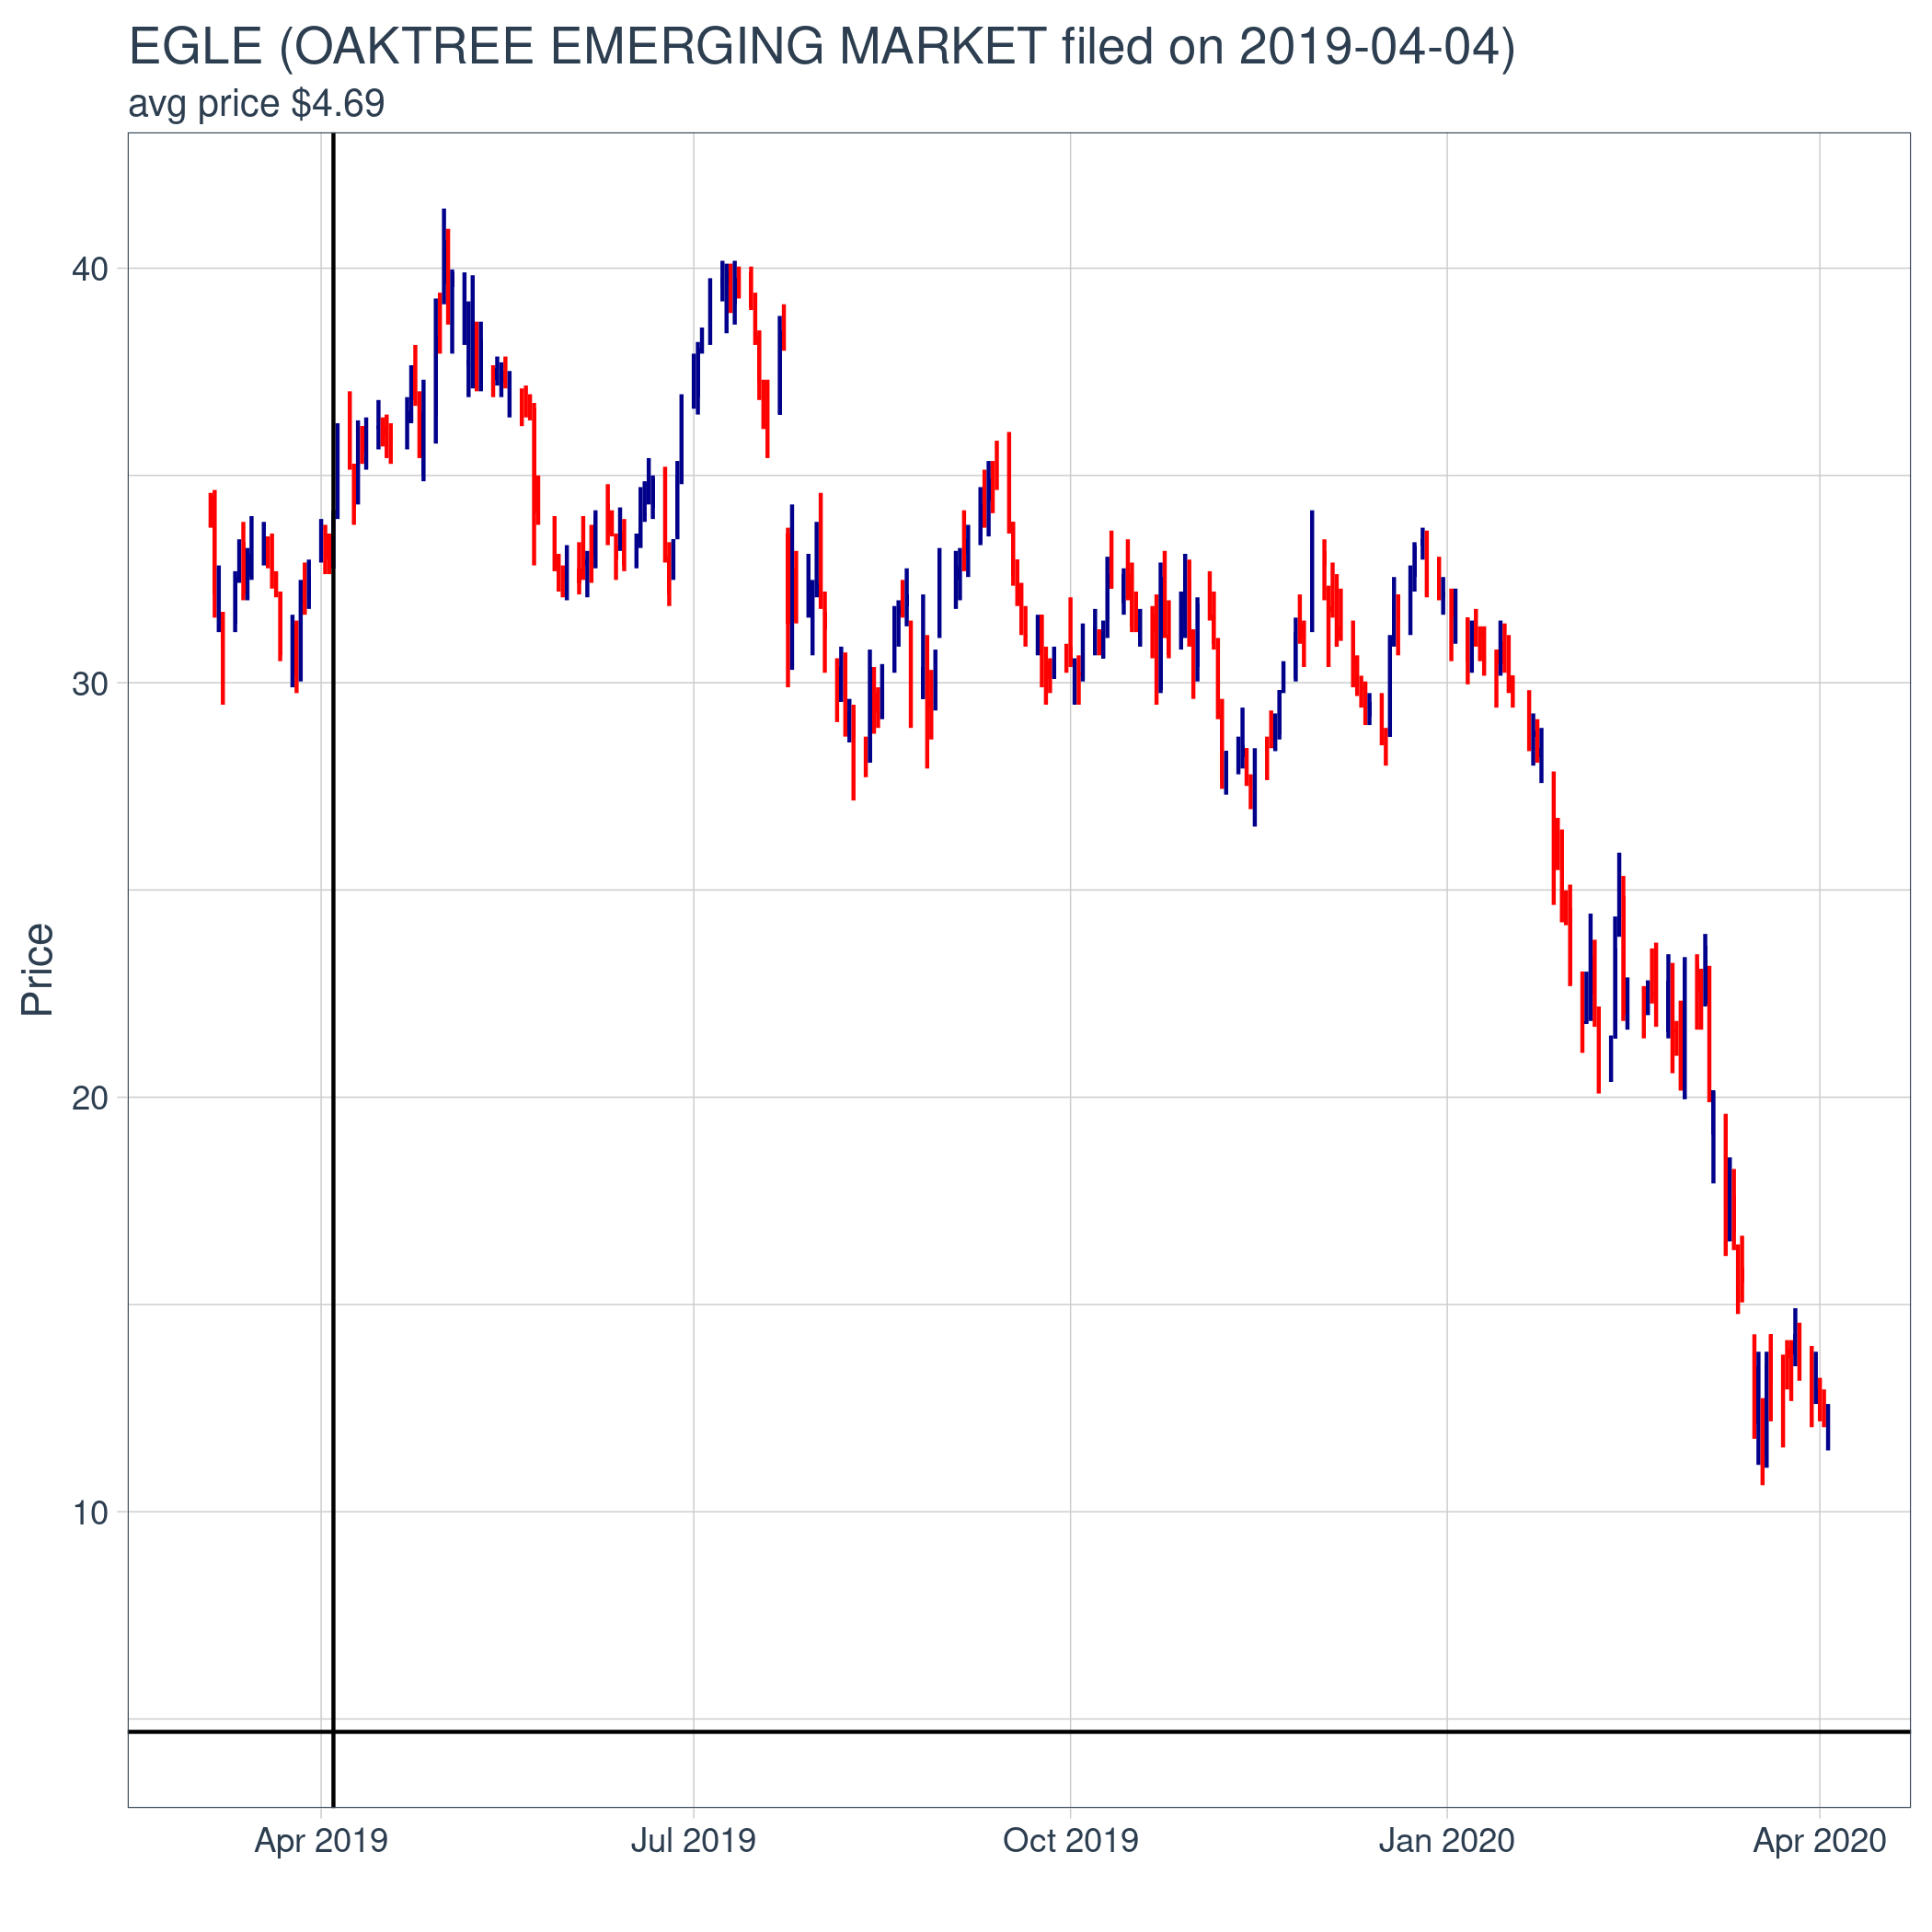 EGLE (OAKTREE EMERGING MARKET filed on 2019-04-04)
avg price $4.69
Price
40
30
20
10
Apr 2019 Jul 2019 Oct 2019 Jan 2020 Apr 2020